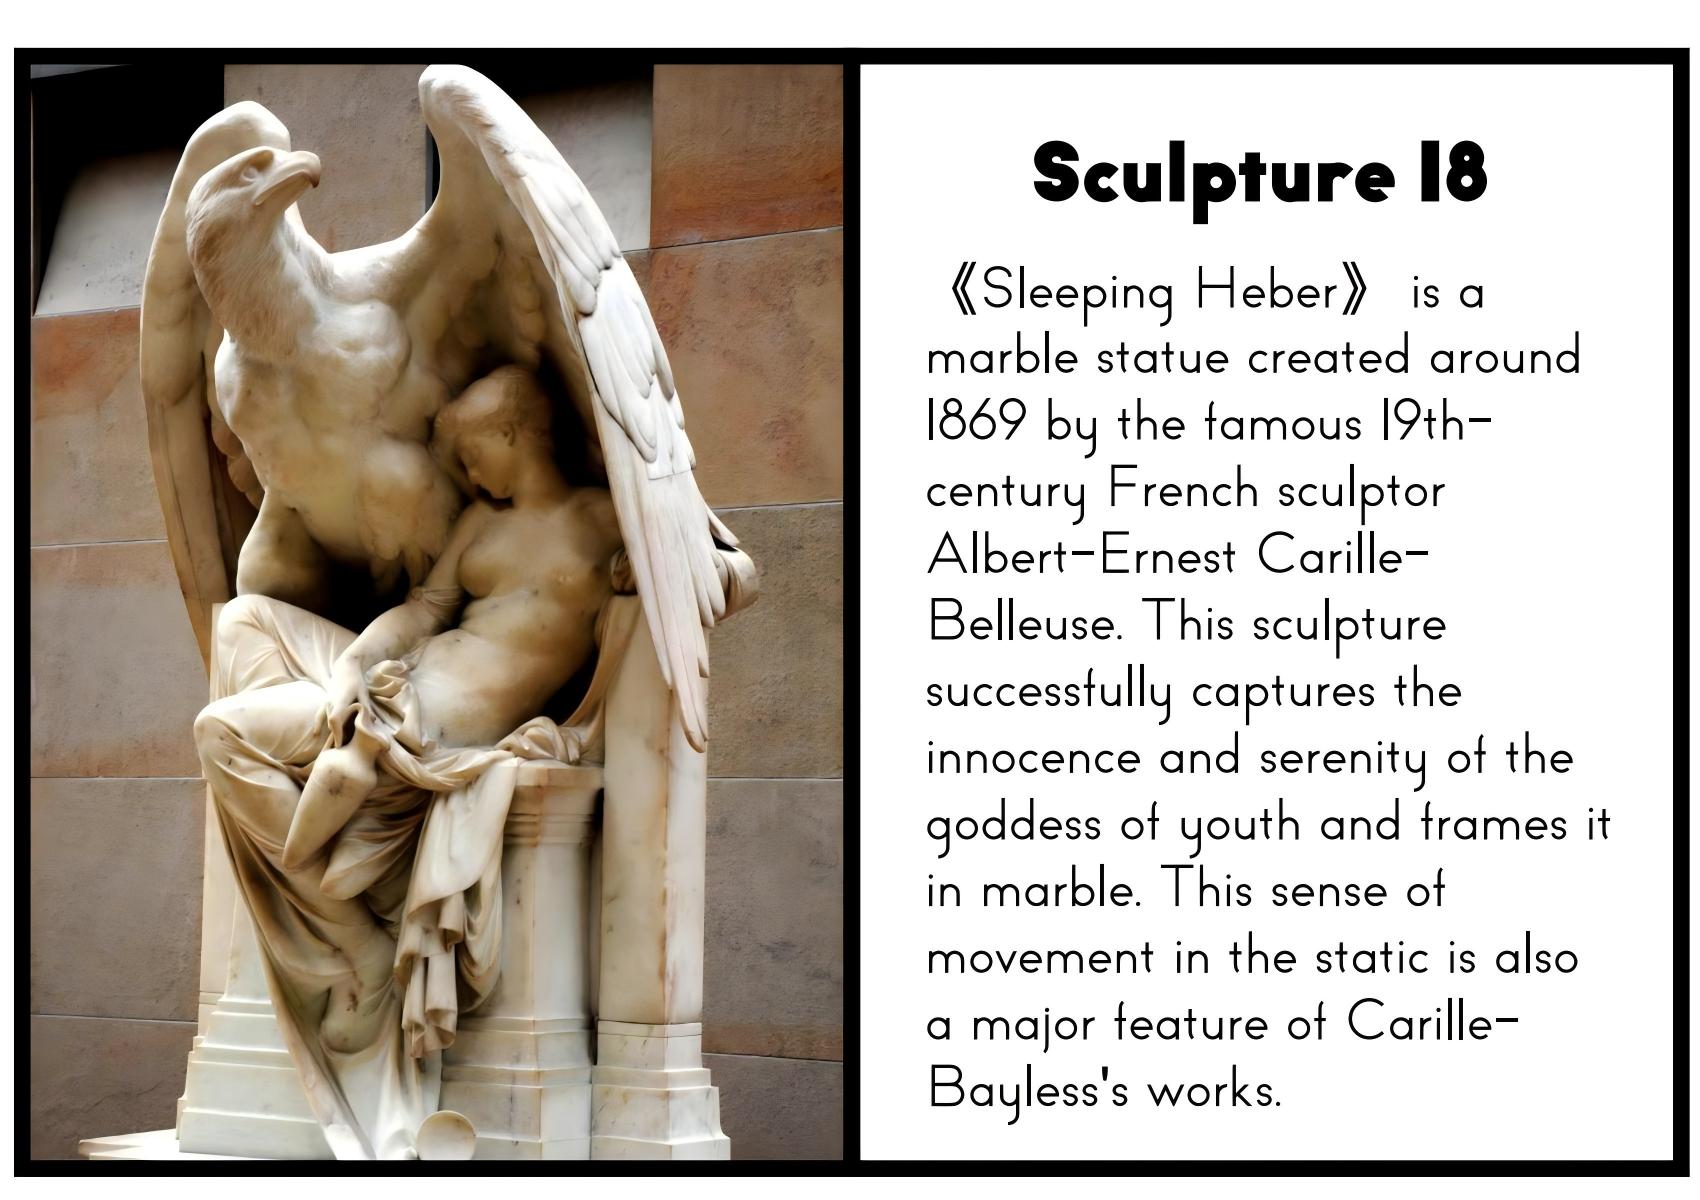 Sculpture 18
《Sleeping Heber》 is a
marble statue created around
1869 by the famous 19th-
century French sculptor
Albert-Ernest Carille-
Belleuse. This sculpture
successfully captures the
innocence and serenity of the
goddess of youth and frames it
in marble. This sense of
movement in the static is also
a major feature of Carille-
Bayless's works.